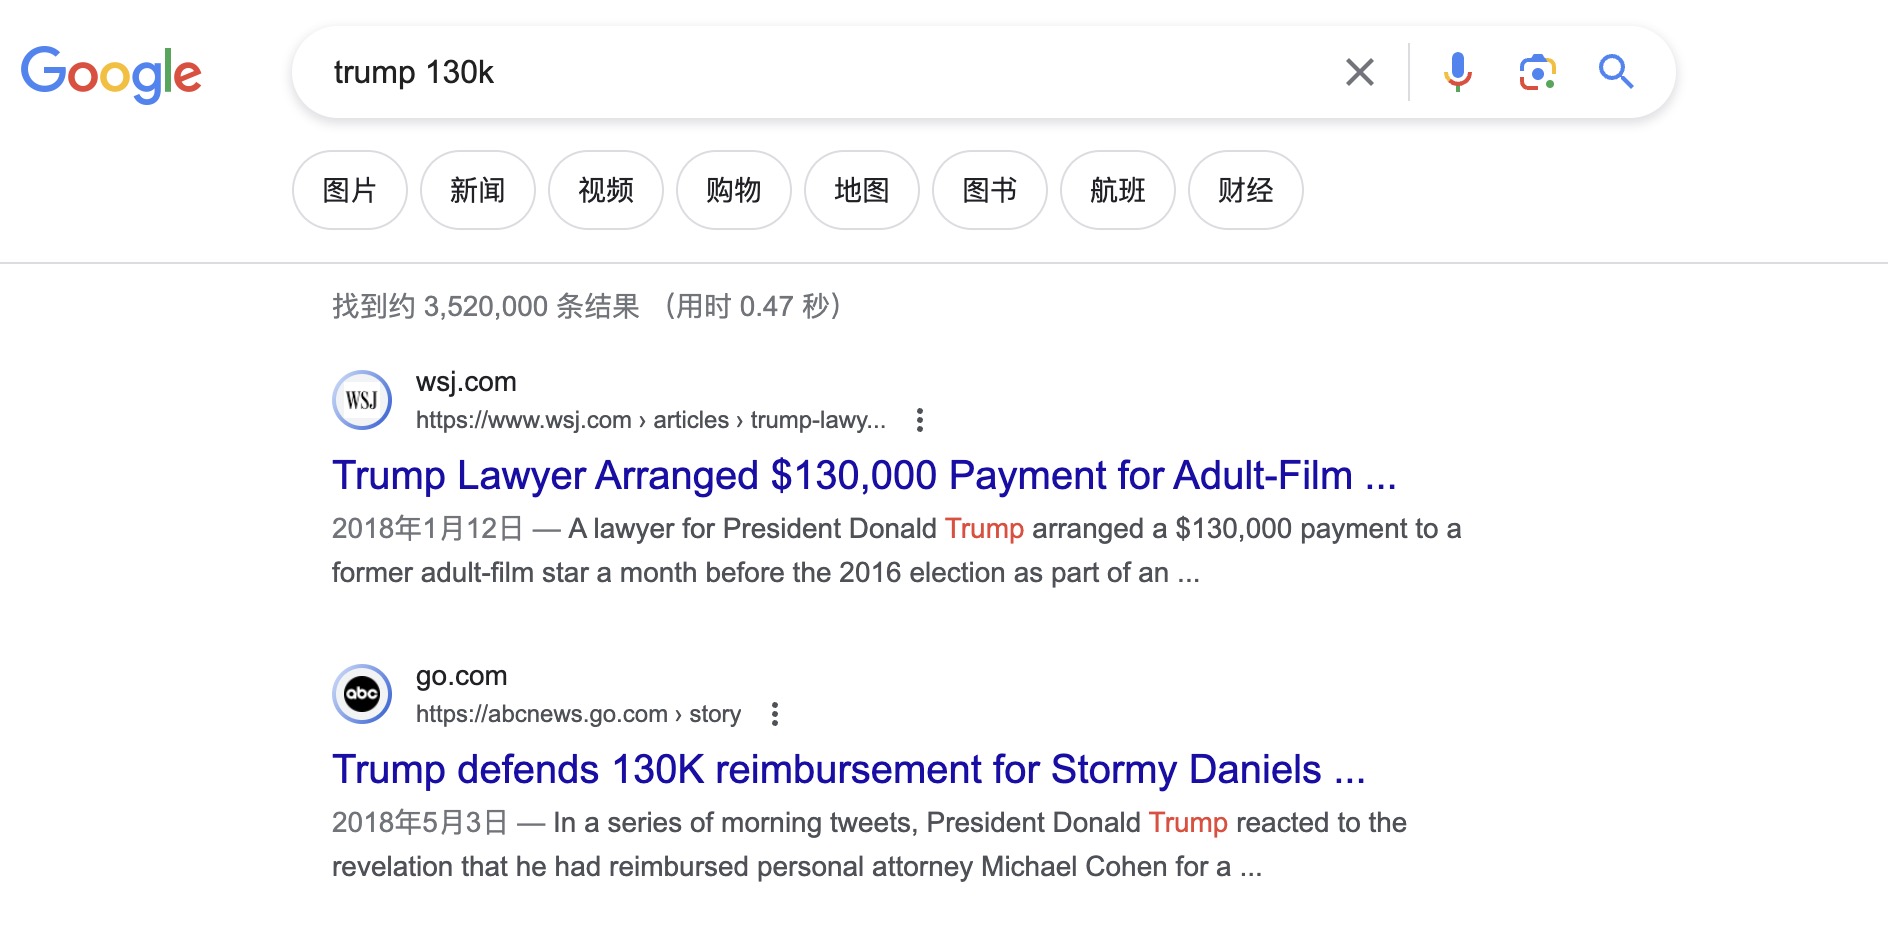 Google
trump 130k
图片 新闻 视频 购物 地图 图书 航班 财经
找到约 3,520,000 条结果 （用时 0.47 秒）
WSJ
wsj.com
https://www.wsj.com › articles › trump-lawy...
Trump Lawyer Arranged $130,000 Payment for Adult-Film ...
2018年1月12日 — A lawyer for President Donald Trump arranged a $130,000 payment to a
former adult-film star a month before the 2016 election as part of an ...
abc
go.com
https://abcnews.go.com › story
Trump defends 130K reimbursement for Stormy Daniels ...
2018年5月3日 — In a series of morning tweets, President Donald Trump reacted to the
revelation that he had reimbursed personal attorney Michael Cohen for a ...